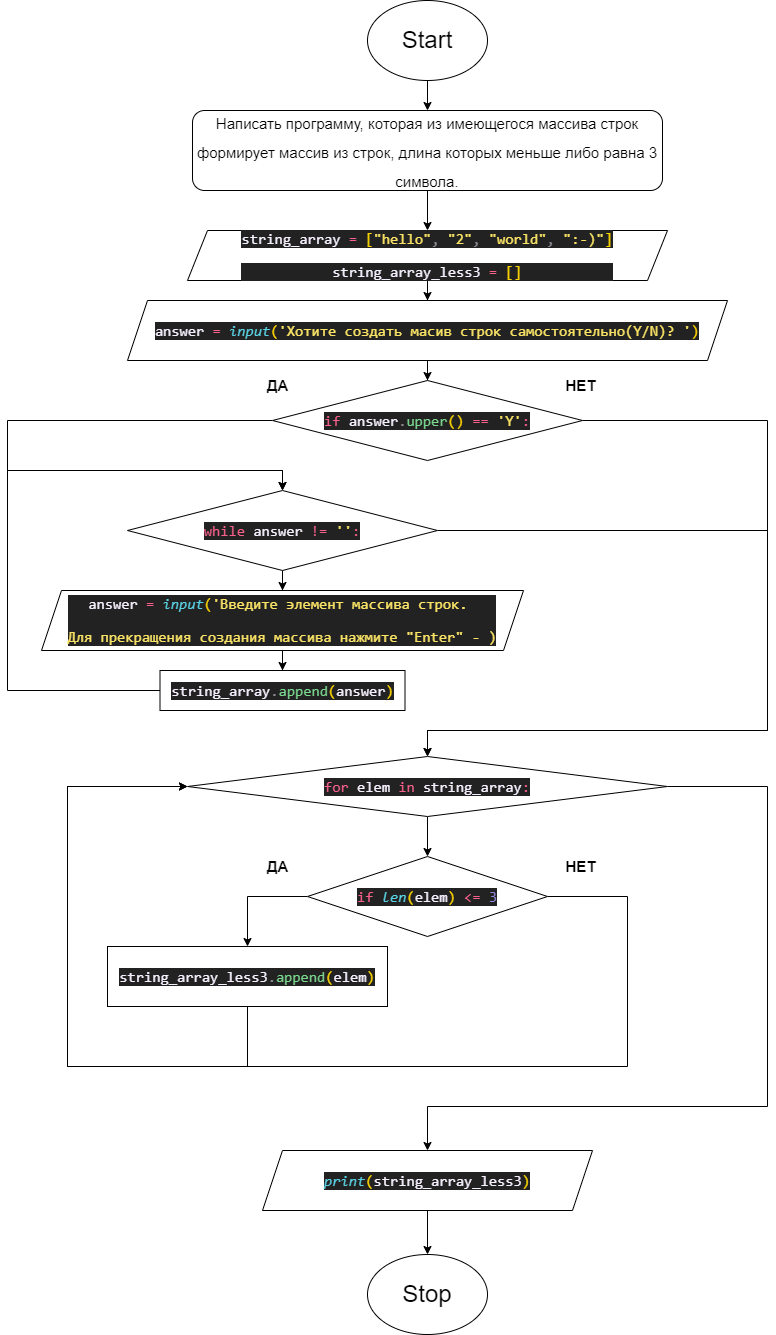 Start
Написать программу, которая из имеющегося массива строк
формирует массив из строк, длина которых меньше либо равна 3
символа.
string_array = ["hello", "2", "world", ":-)"]
string_array_less3 = []
answer = input('Хотите создать масив строк самостоятельно(Y/N)? ')
ДА
НЕТ
if answer.upper() == 'Y':
while answer != '':
answer = input('Введите элемент массива строк.
Для прекращения создания массива нажмите "Enter" - )
string_array.append(answer)
for elem in string_array:
ДА
НЕТ
if len(elem) <= 3
string_array_less3.append(elem)
print(string_array_less3)
Stop